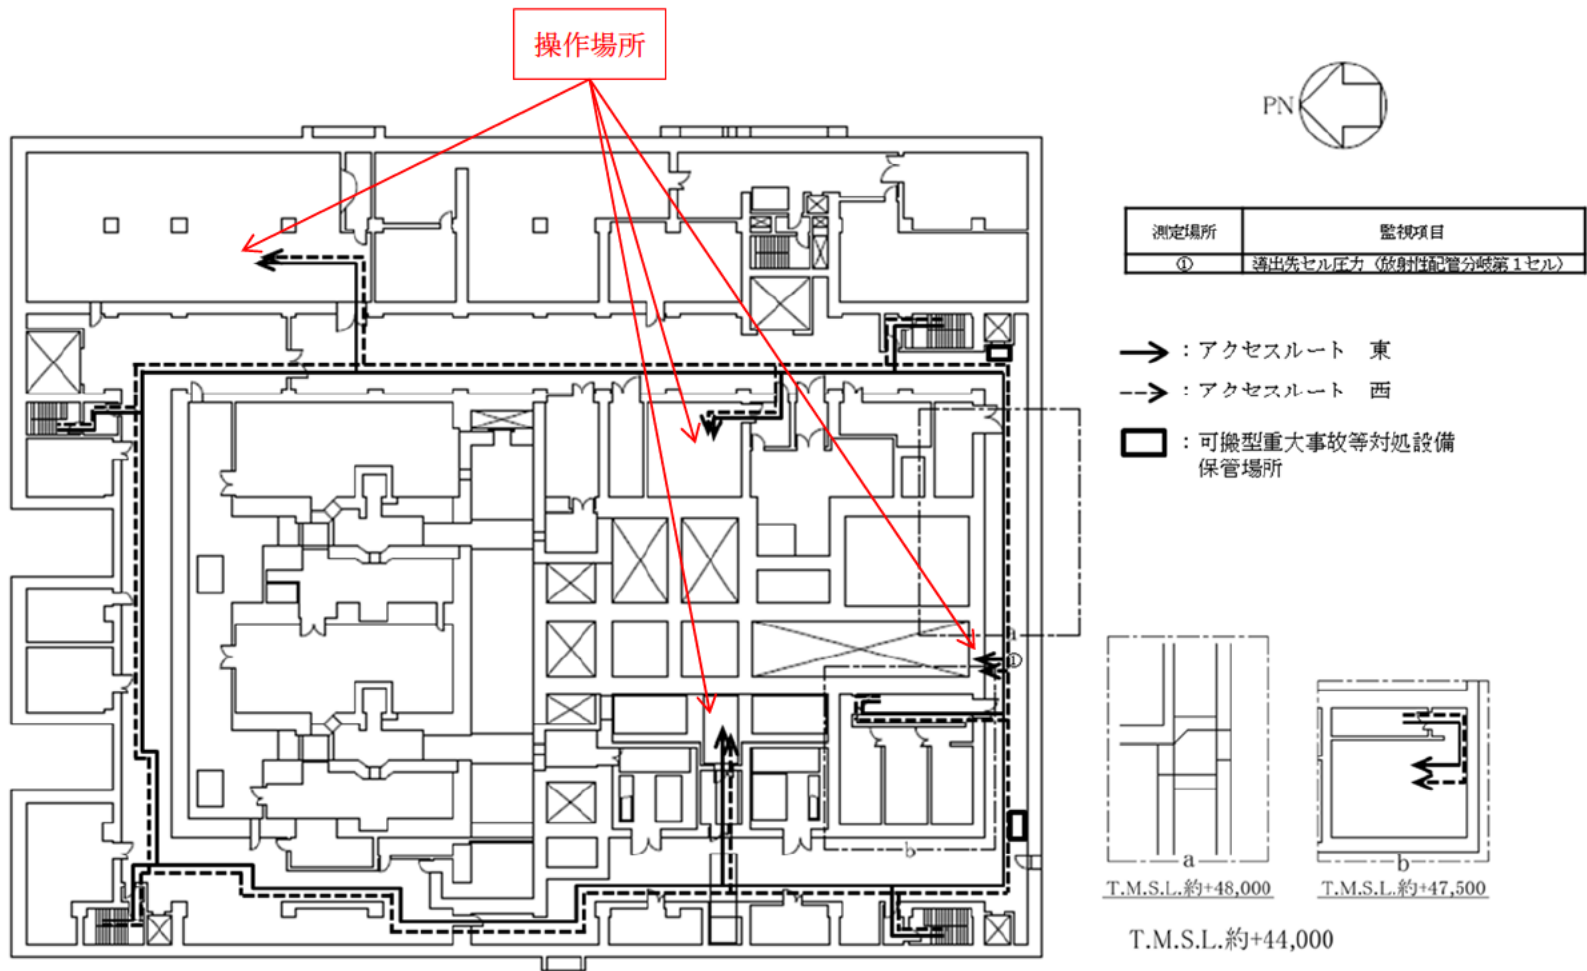 操作場所
PN
測定場所 監視項目
① 導出先セル圧力（放射性配管分岐第１セル）
：アクセスルート 東
：アクセスルート 西
：可搬型重大事故等対処設備
保管場所
a
①
b
a
T.M.S.L.約+48,000
b
T.M.S.L.約+47,500
T.M.S.L.約+44,000